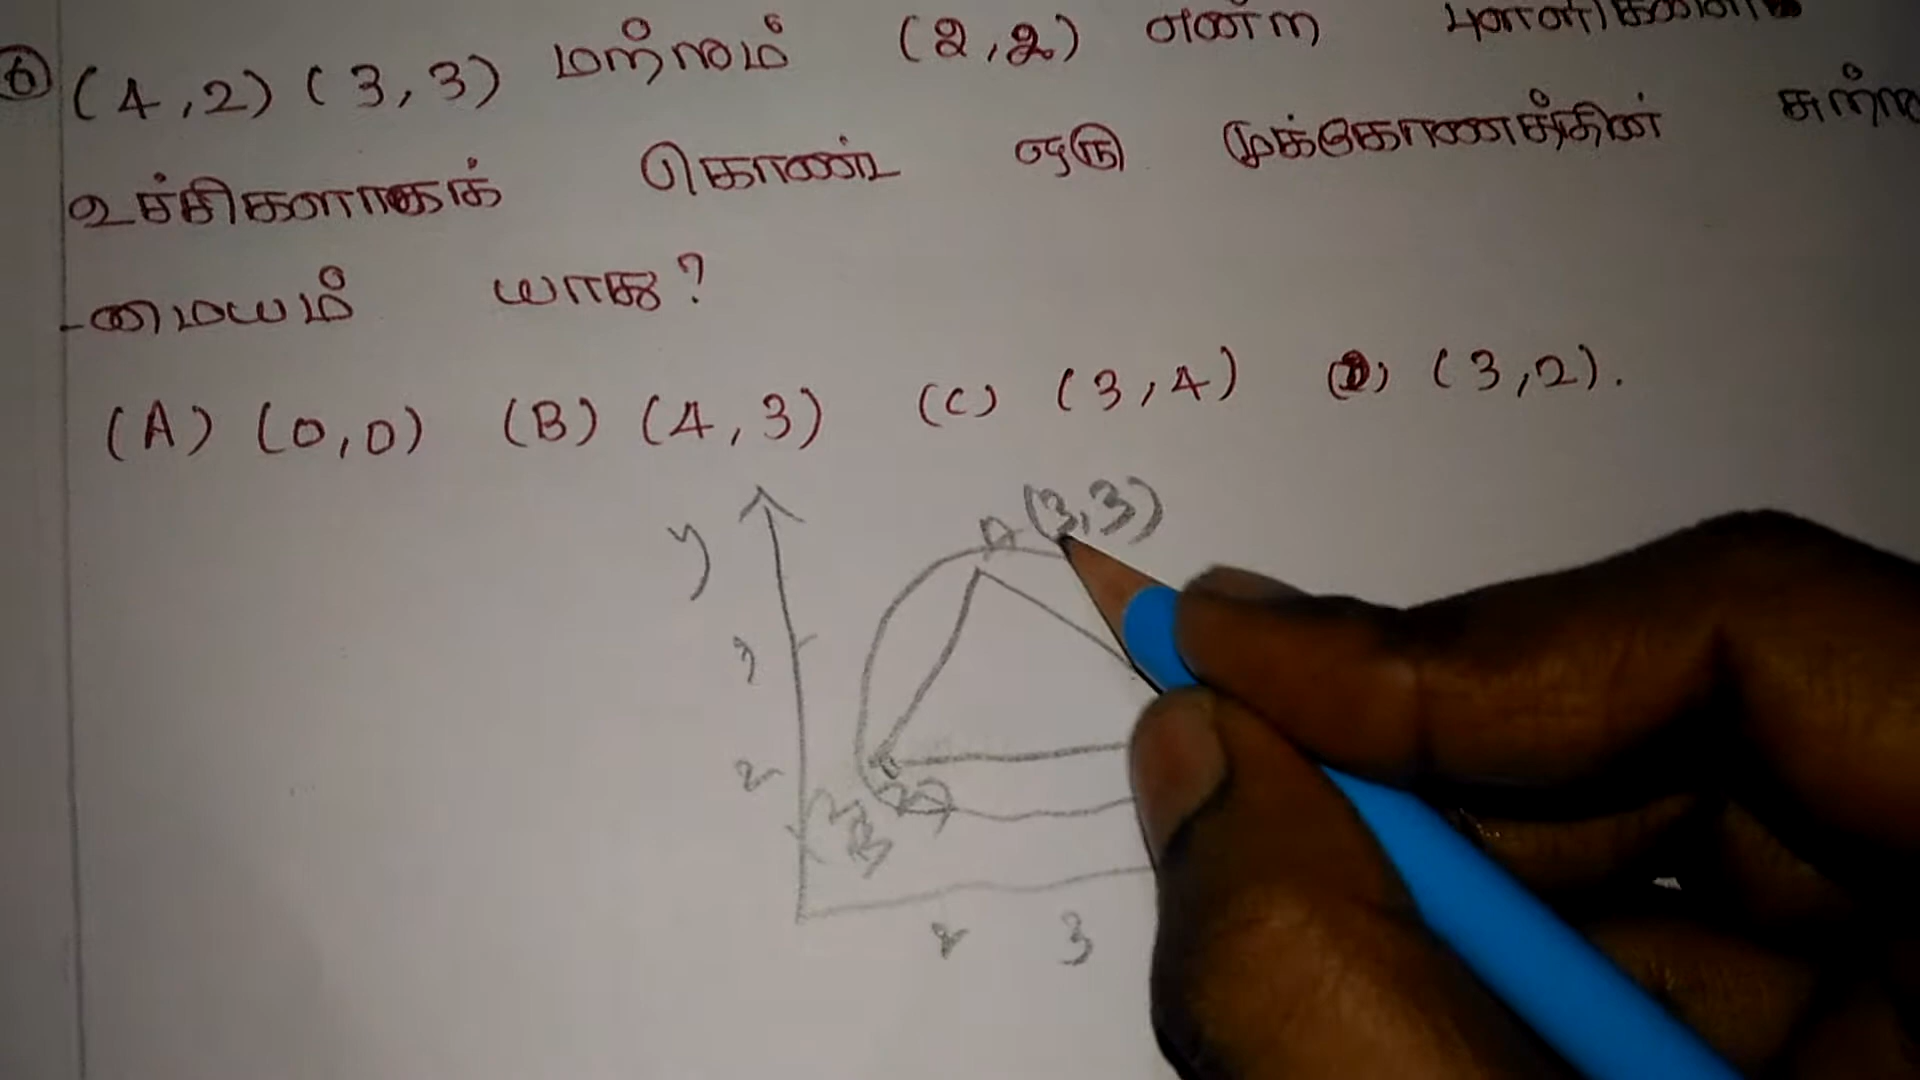 6 (4,2) (3,3) மற்றும் (2,2) என்ற
உச்சிகளாகக் கொண்ட ஒரு முக்கோணத்தின் சுற்று
-மையம் யாது?
(A) (0,0) (B) (4,3) (C) (3,4) (D) (3,2).
A (3,3)
y
3
2
B
2 3